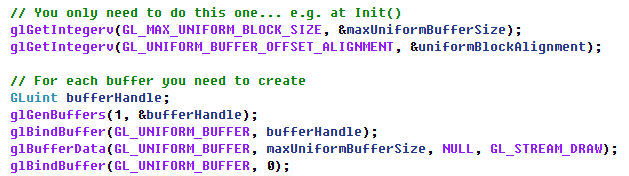 // You only need to do this one... e.g. at Init()
glGetIntegerv(GL_MAX_UNIFORM_BLOCK_SIZE, &maxUniformBufferSize);
glGetIntegerv(GL_UNIFORM_BUFFER_OFFSET_ALIGNMENT, &uniformBlockAlignment);
// For each buffer you need to create
GLuint bufferHandle;
glGenBuffers(1, &bufferHandle);
glBindBuffer(GL_UNIFORM_BUFFER, bufferHandle);
glBufferData(GL_UNIFORM_BUFFER, maxUniformBufferSize, NULL, GL_STREAM_DRAW);
glBindBuffer(GL_UNIFORM_BUFFER, 0);